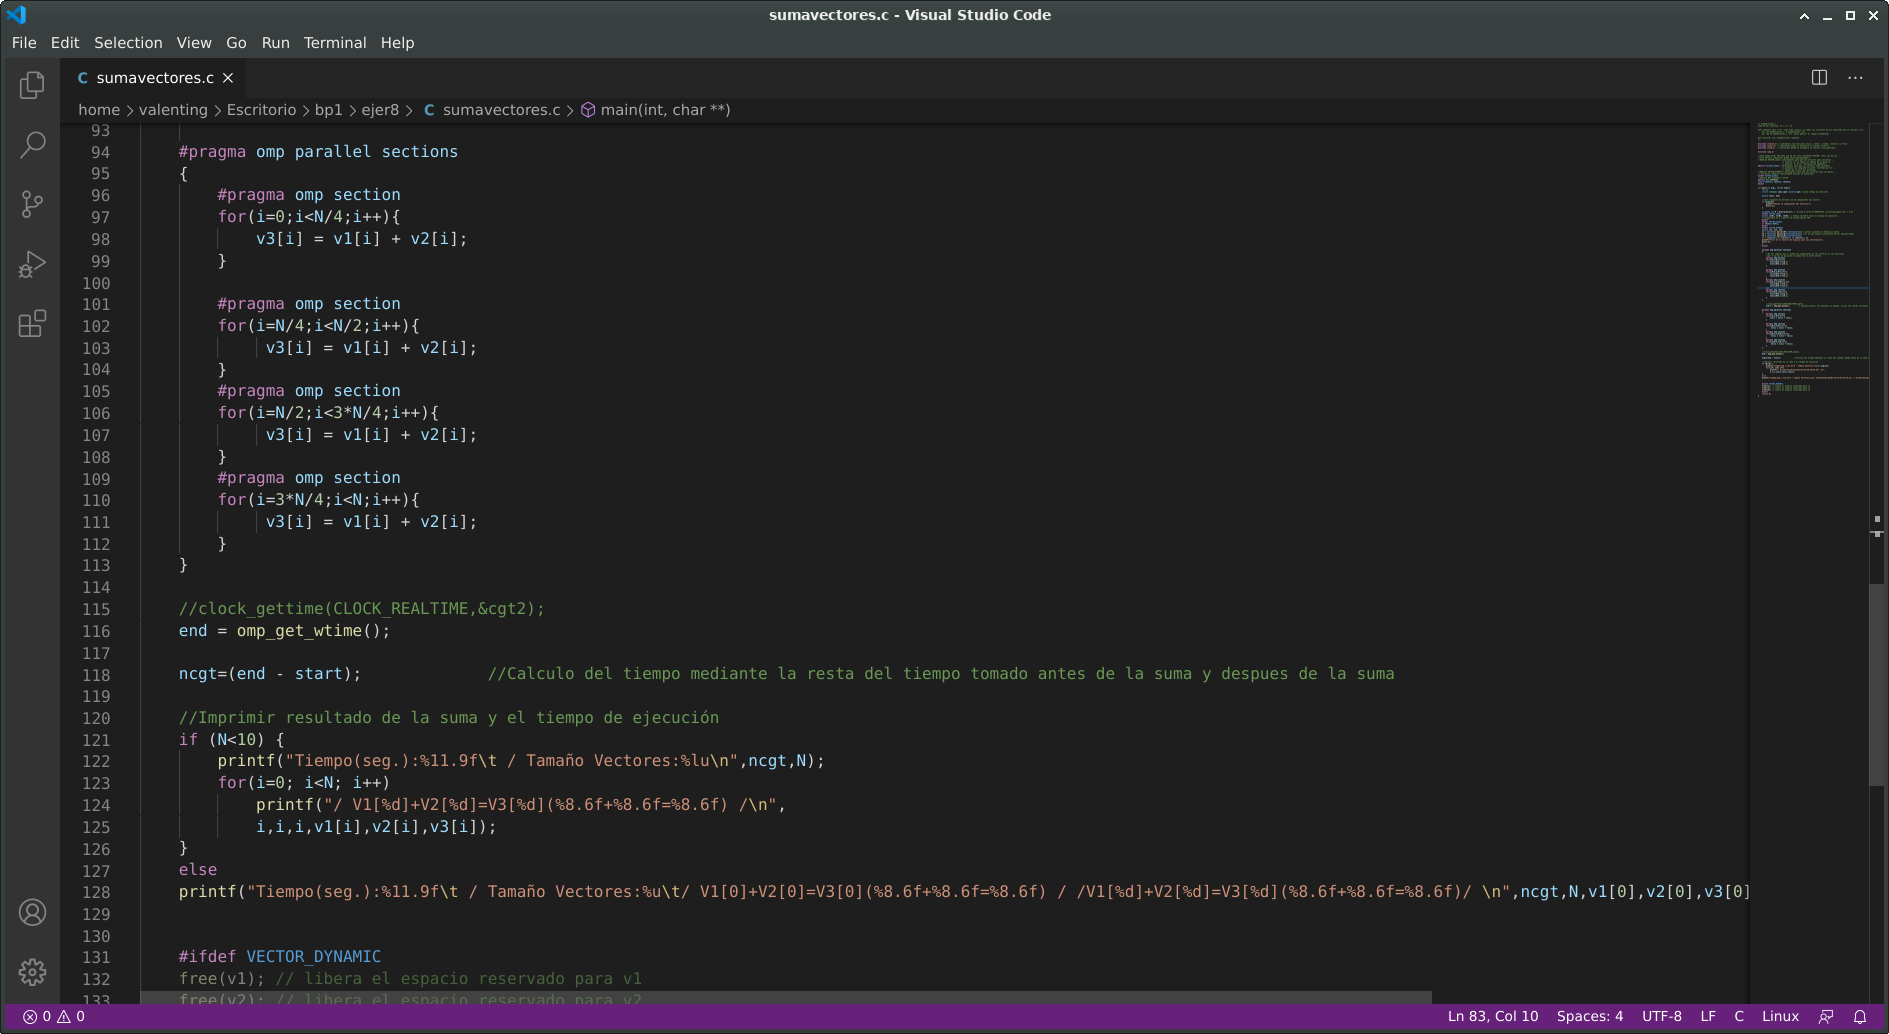 sumavectores.c - Visual Studio Code
File Edit Selection View Go Run Terminal Help
C sumavectores.c
home > valenting > Escritorio > bp1 > ejer8 > C sumavectores.c > main(int, char **)
93
94 #pragma omp parallel sections
95 {
96 #pragma omp section
97 for(i=0;i<N/4;i++){
98 v3[i] = v1[i] + v2[i];
99 }
100
101 #pragma omp section
102 for(i=N/4;i<N/2;i++){
103 v3[i] = v1[i] + v2[i];
104 }
105 #pragma omp section
106 for(i=N/2;i<3*N/4;i++){
107 v3[i] = v1[i] + v2[i];
108 }
109 #pragma omp section
110 for(i=3*N/4;i<N;i++){
111 v3[i] = v1[i] + v2[i];
112 }
113 }
114
115 //clock_gettime(CLOCK_REALTIME,&cgt2);
116 end = omp_get_wtime();
117
118 ncgt=(end - start); //Calculo del tiempo mediante la resta del tiempo tomado antes de la suma y despues de la suma
119
120 //Imprimir resultado de la suma y el tiempo de ejecución
121 if (N<10) {
122 printf("Tiempo(seg.):%11.9f\t / Tamaño Vectores:%lu\n",ncgt,N);
123 for(i=0; i<N; i++)
124 printf("/ V1[%d]+V2[%d]=V3[%d](%8.6f+%8.6f=%8.6f) /\n",
125 i,i,i,v1[i],v2[i],v3[i]);
126 }
127 else
128 printf("Tiempo(seg.):%11.9f\t / Tamaño Vectores:%u\t/ V1[0]+V2[0]=V3[0](%8.6f+%8.6f=%8.6f) / /V1[%d]+V2[%d]=V3[%d](%8.6f+%8.6f=%8.6f)/ \n",ncgt,N,v1[0],v2[0],v3[0]
129
130
131 #ifdef VECTOR_DYNAMIC
132 free(v1); // libera el espacio reservado para v1
133 free(v2); // libera el espacio reservado para v2
0 0 Ln 83, Col 10 Spaces: 4 UTF-8 LF C Linux